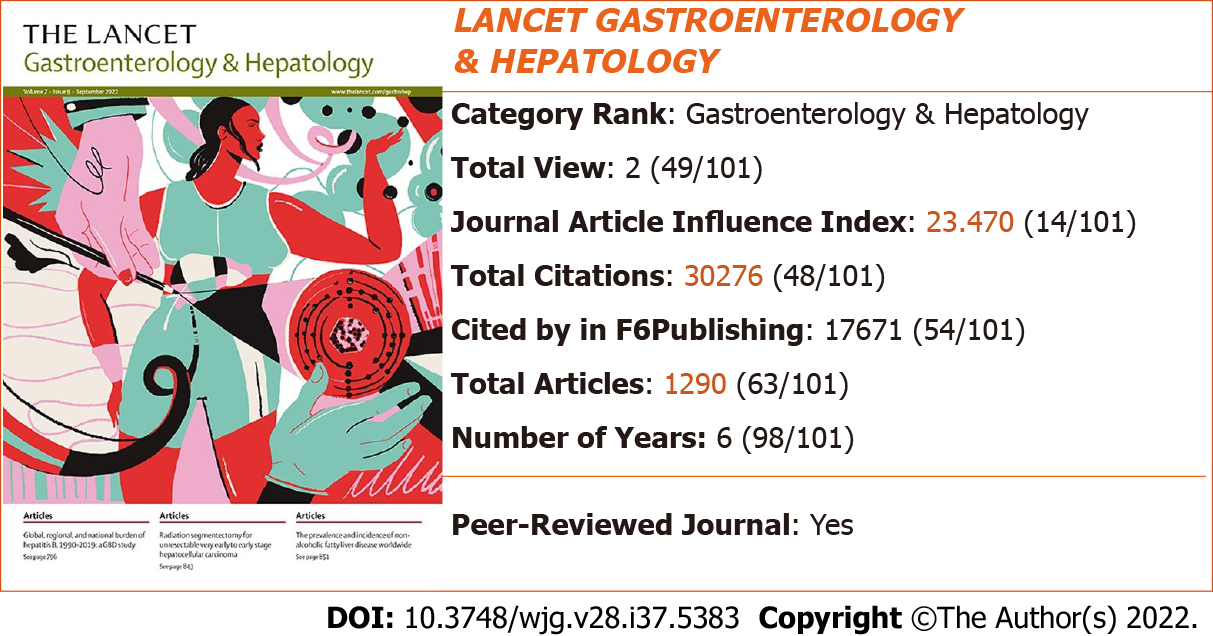 THE LANCET
Gastroenterology & Hepatology
Volume 7 · Issue 9 · September 2022
www.thelancet.com/gastrohep
Articles
Global, regional, and national burden of
hepatitis B, 1990–2019: a GBD study
See page 796
Articles
Radiation segmentectomy for
unresectable very early to early stage
hepatocellular carcinoma
See page 843
Articles
The prevalence and incidence of non-
alcoholic fatty liver disease worldwide
See page 851
LANCET GASTROENTEROLOGY
& HEPATOLOGY
Category Rank: Gastroenterology & Hepatology
Total View: 2 (49/101)
Journal Article Influence Index: 23.470 (14/101)
Total Citations: 30276 (48/101)
Cited by in F6Publishing: 17671 (54/101)
Total Articles: 1290 (63/101)
Number of Years: 6 (98/101)
Peer-Reviewed Journal: Yes
DOI: 10.3748/wjg.v28.i37.5383 Copyright ©The Author(s) 2022.